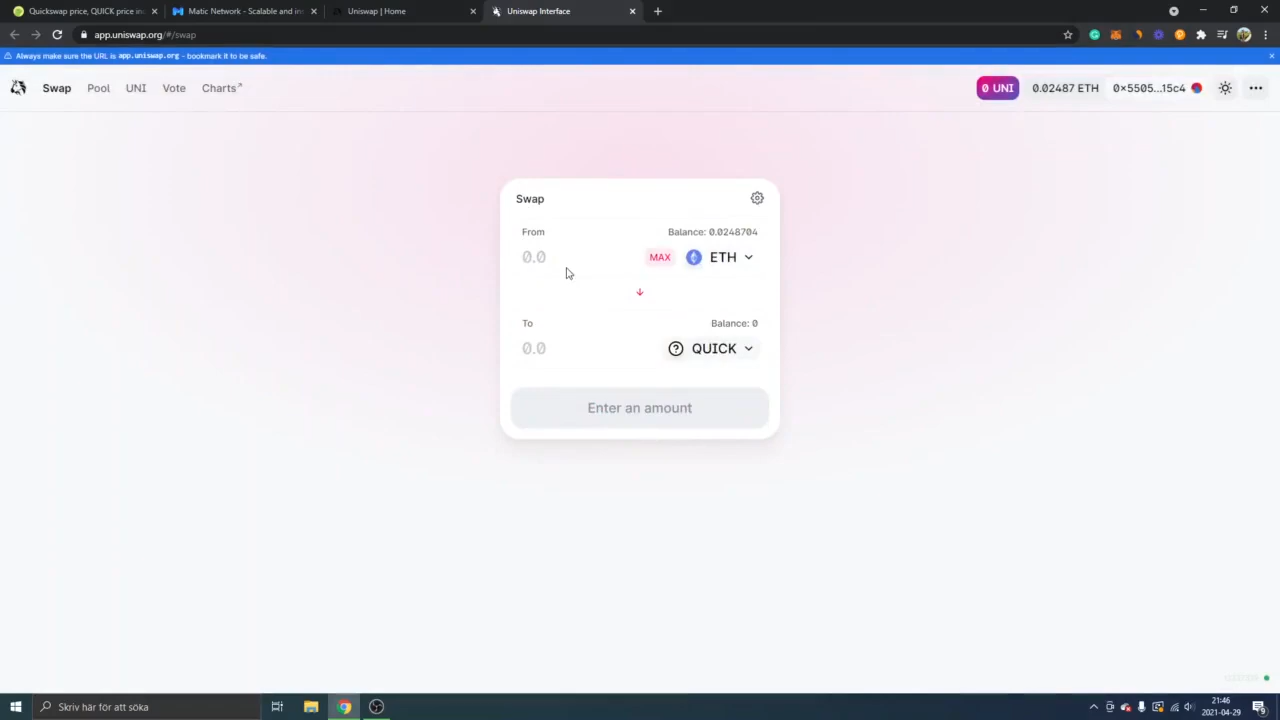 Quickswap price, QUICK price in
Matic Network - Scalable and in
Uniswap | Home
Uniswap Interface
app.uniswap.org/#/swap
Always make sure the URL is app.uniswap.org - bookmark it to be safe.
Swap
Pool
UNI
Vote
Charts↗
0 UNI
0.02487 ETH
0×5505...15c4
Swap
From
Balance: 0.0248704
0.0
MAX
ETH
To
Balance: 0
0.0
QUICK
Enter an amount
Skriv här för att söka
21:46
2021-04-29
9